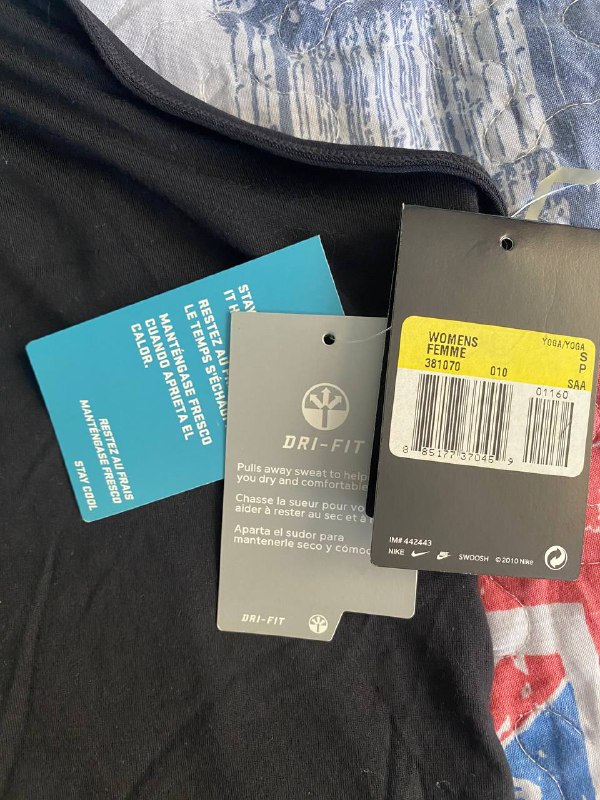 STAY
IT H
RESTEZ AU
LE TEMPS S'ÉCHAU
MANTÉNGASE FRESCO
CUANDO APRIETA EL
CALOR.
RESTEZ AU FRAIS
MANTÉNGASE FRESCO
STAY COOL
DRI-FIT
Pulls away sweat to help
you dry and comfortable
Chasse la sueur pour vo
aider à rester au sec et à
Aparta el sudor para
mantenerle seco y cómod
DRI-FIT
WOMENS YOGA/YOGA
FEMME S
381070 010 P
SAA
01160
8 85177 37045 9
IM# 442443
NIKE SWOOSH © 2010 Nike